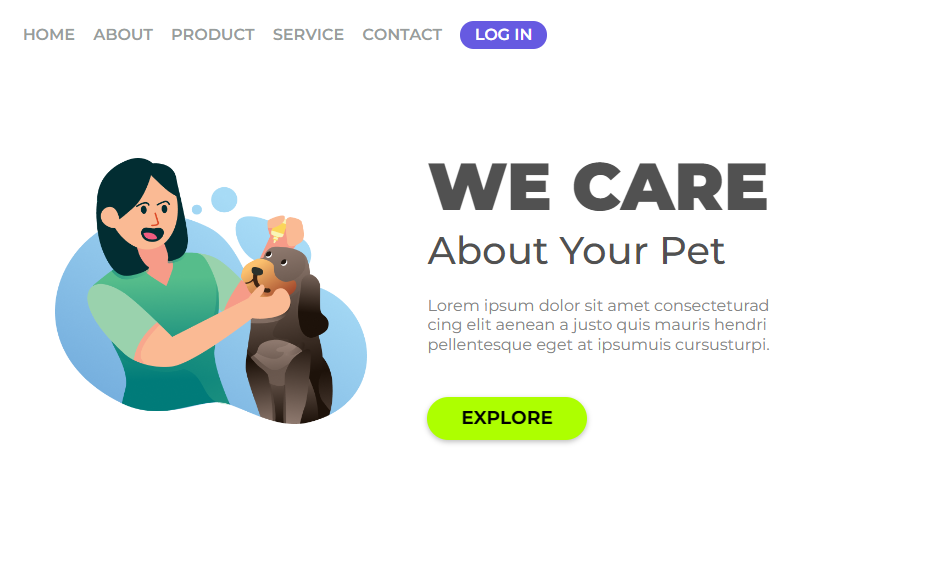 HOME ABOUT PRODUCT SERVICE CONTACT LOG IN
WE CARE
About Your Pet
Lorem ipsum dolor sit amet consecteturad
cing elit aenean a justo quis mauris hendri
pellentesque eget at ipsumuis cursusturpi.
EXPLORE